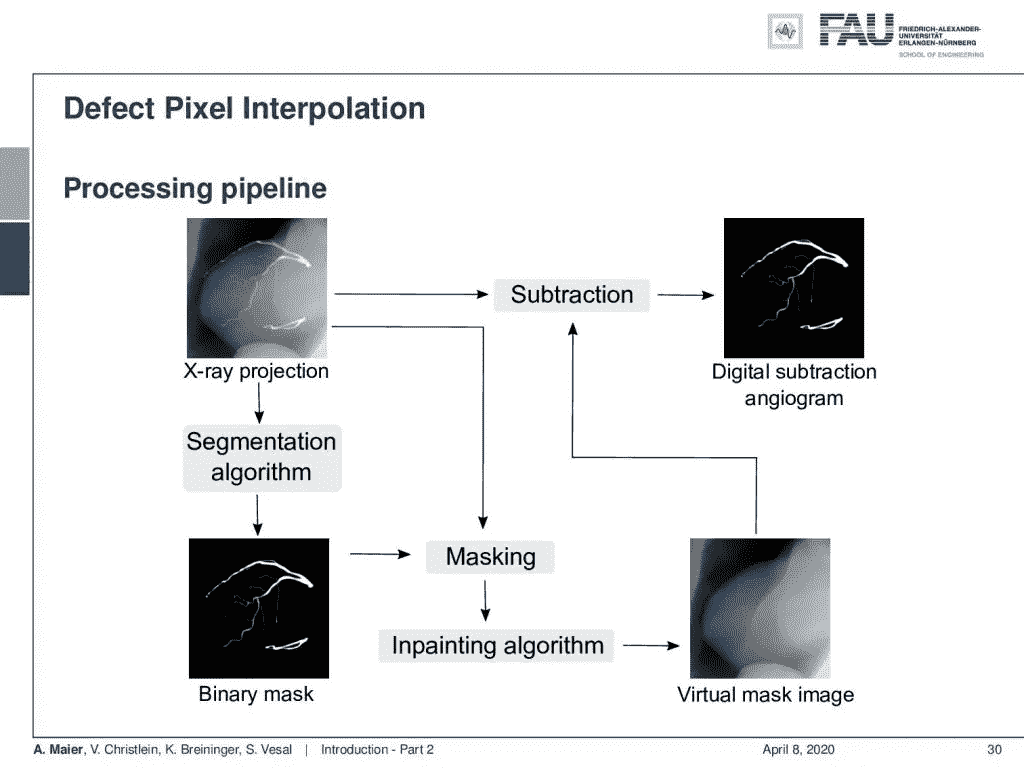 FAU
FRIEDRICH-ALEXANDER-
UNIVERSITÄT
ERLANGEN-NÜRNBERG
SCHOOL OF ENGINEERING
Defect Pixel Interpolation
Processing pipeline
Subtraction
X-ray projection
Digital subtraction
angiogram
Segmentation
algorithm
Masking
Inpainting algorithm
Binary mask
Virtual mask image
A. Maier, V. Christlein, K. Breininger, S. Vesal | Introduction - Part 2
April 8, 2020
30